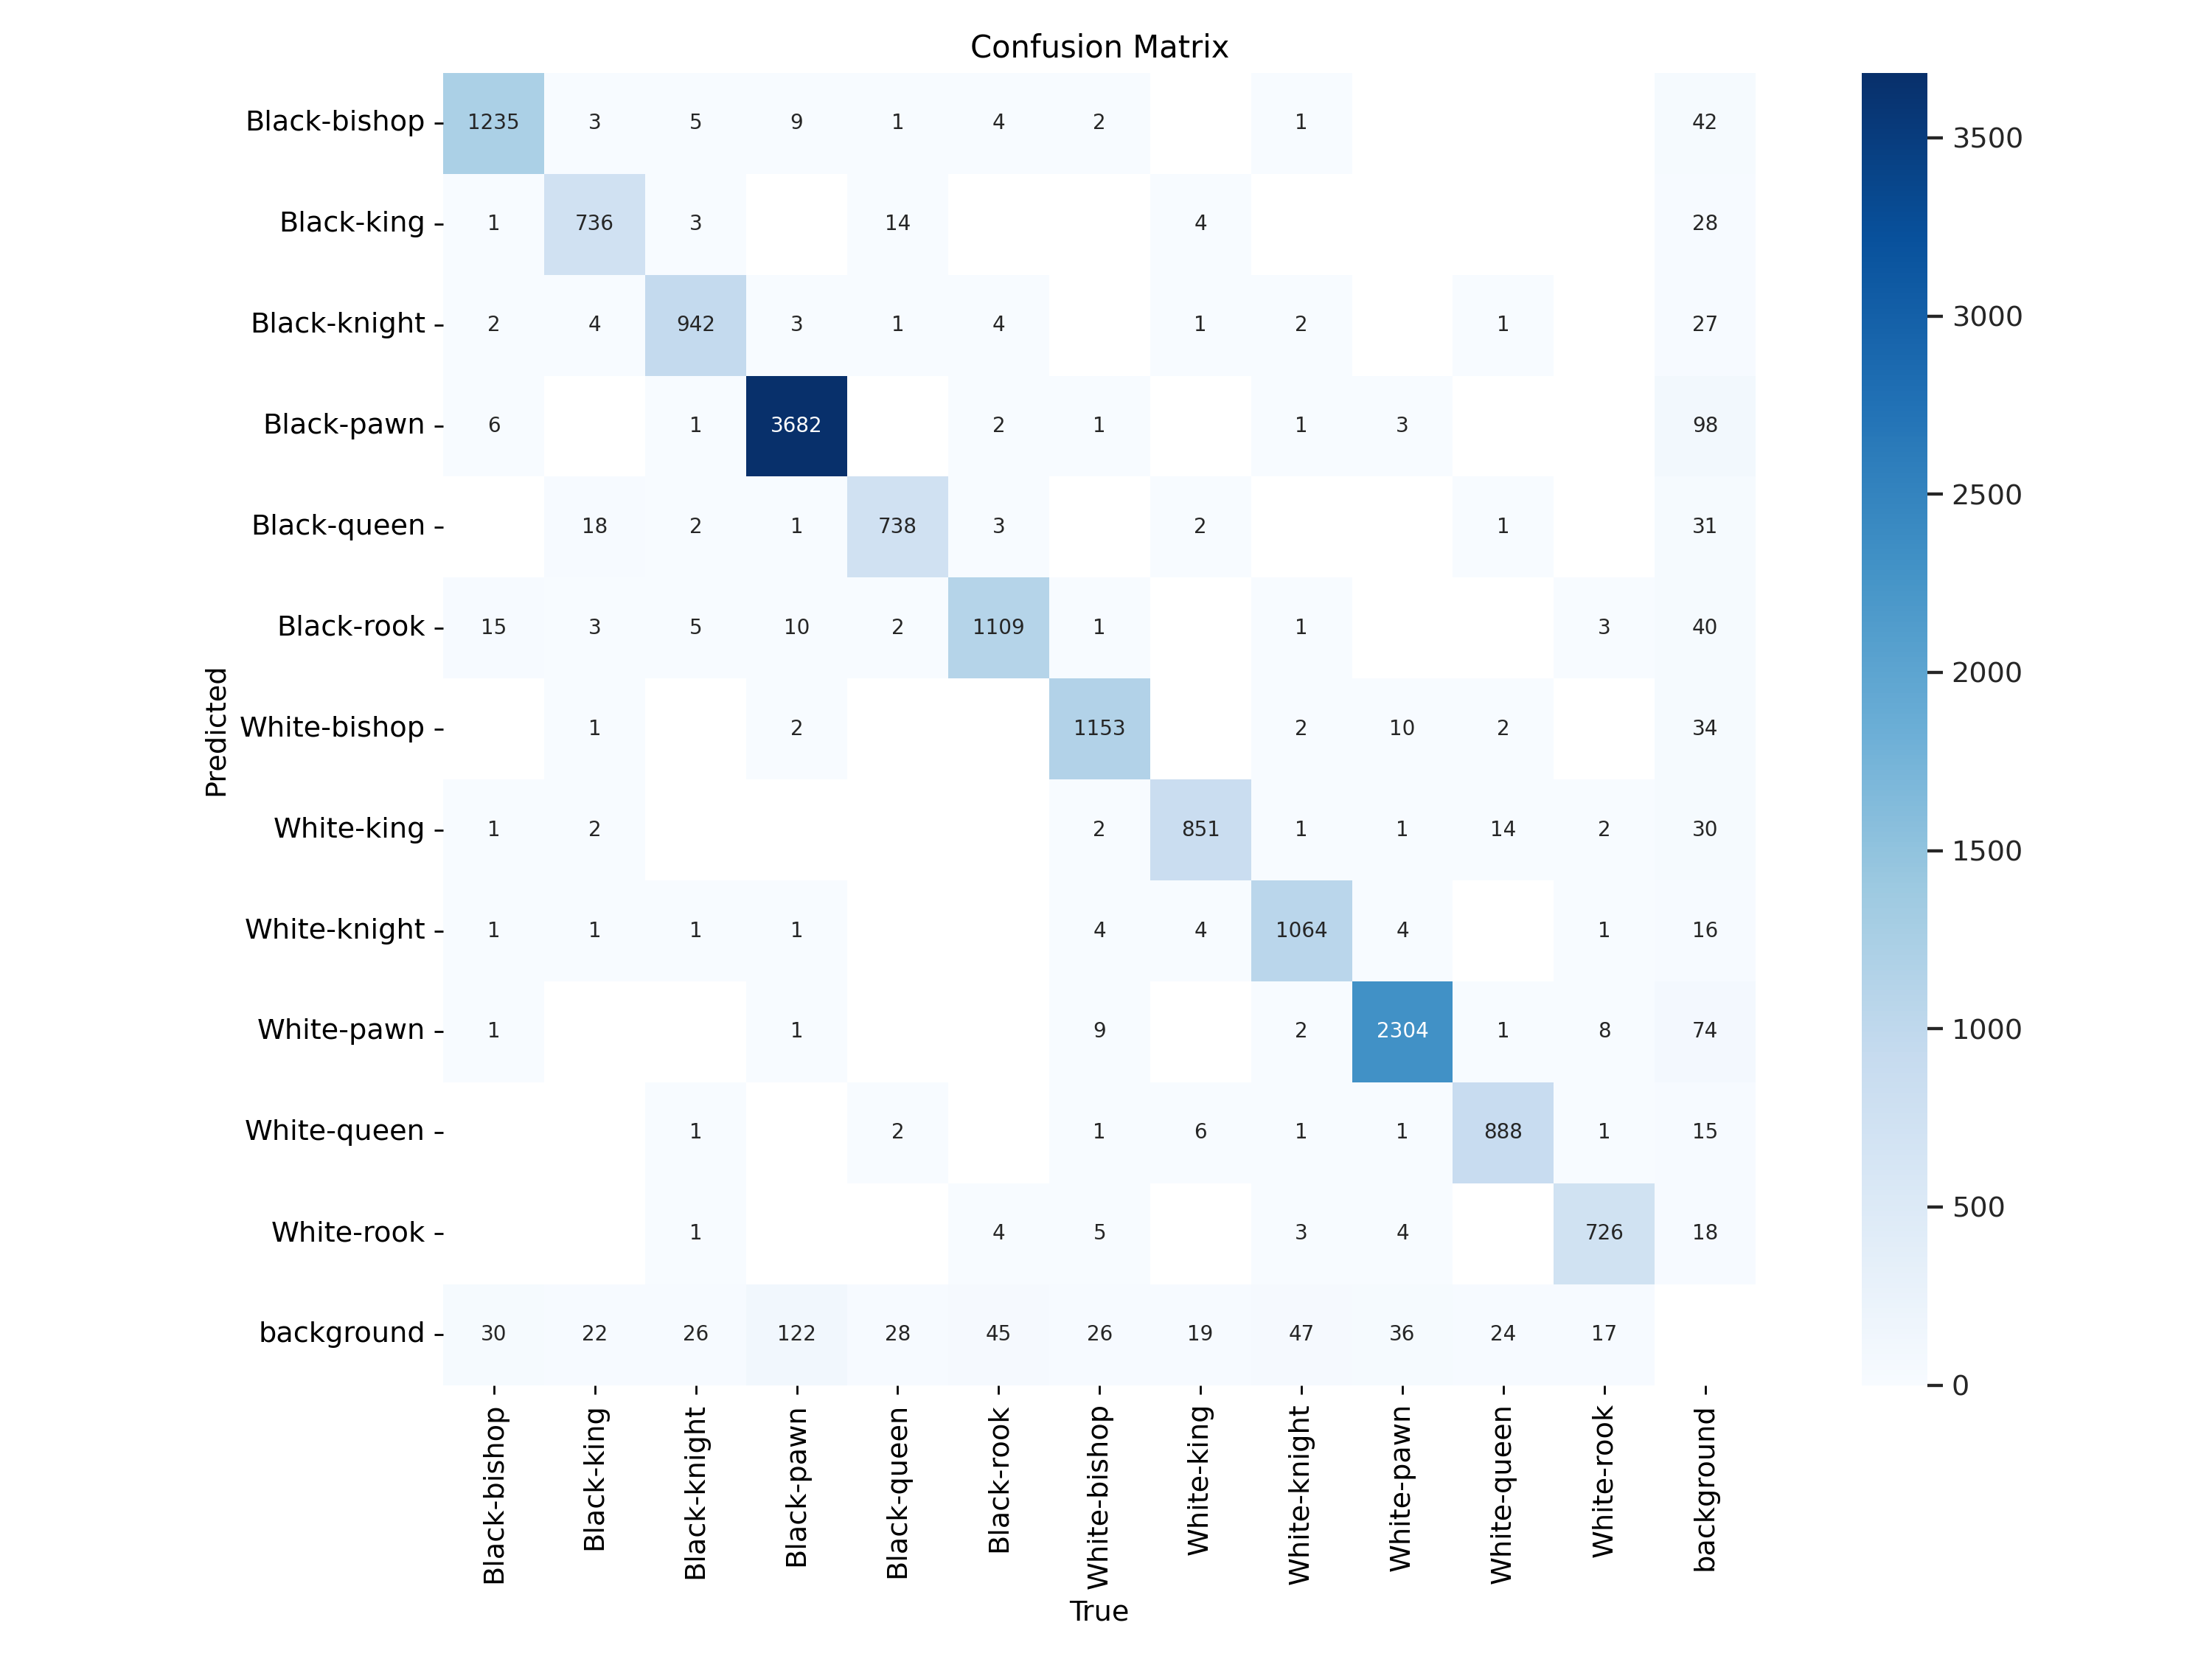 Confusion Matrix
Black-bishop 1235 3 5 9 1 4 2 1 42
Black-king 1 736 3 14 4 28
Black-knight 2 4 942 3 1 4 1 2 1 27
Black-pawn 6 1 3682 2 1 1 3 98
Black-queen 18 2 1 738 3 2 1 31
Black-rook 15 3 5 10 2 1109 1 1 3 40
White-bishop 1 2 1153 2 10 2 34
White-king 1 2 2 851 1 1 14 2 30
White-knight 1 1 1 1 4 4 1064 4 1 16
White-pawn 1 1 9 2 2304 1 8 74
White-queen 1 2 1 6 1 1 888 1 15
White-rook 1 4 5 3 4 726 18
background 30 22 26 122 28 45 26 19 47 36 24 17
Predicted
Black-bishop
Black-king
Black-knight
Black-pawn
Black-queen
Black-rook
White-bishop
White-king
White-knight
White-pawn
White-queen
White-rook
background
True
3500
3000
2500
2000
1500
1000
500
0